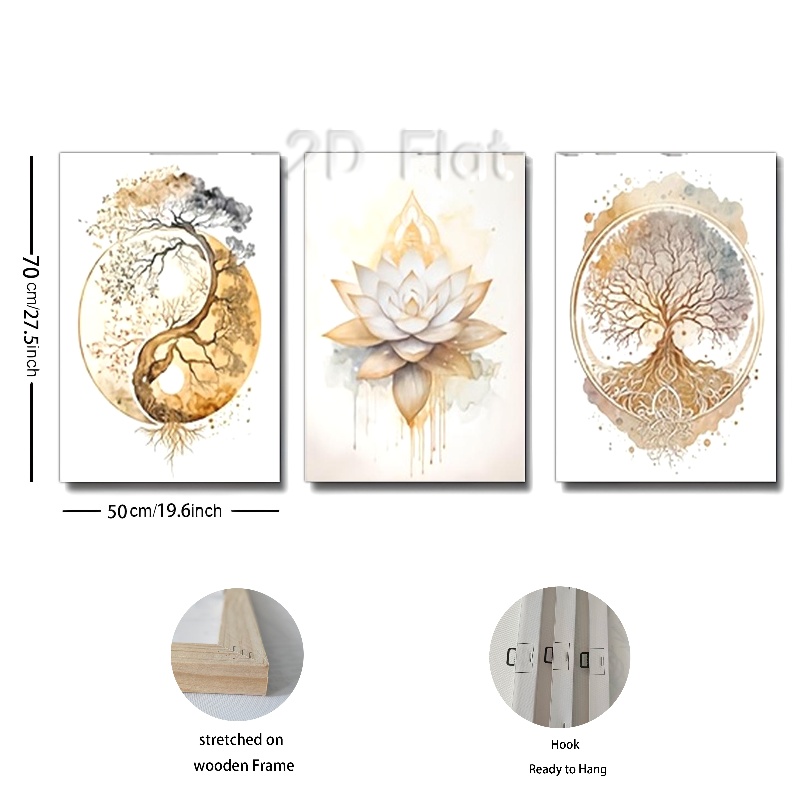 2D Flat
70 cm/27.5inch
50cm/19.6inch
stretched on
wooden Frame
Hook
Ready to Hang